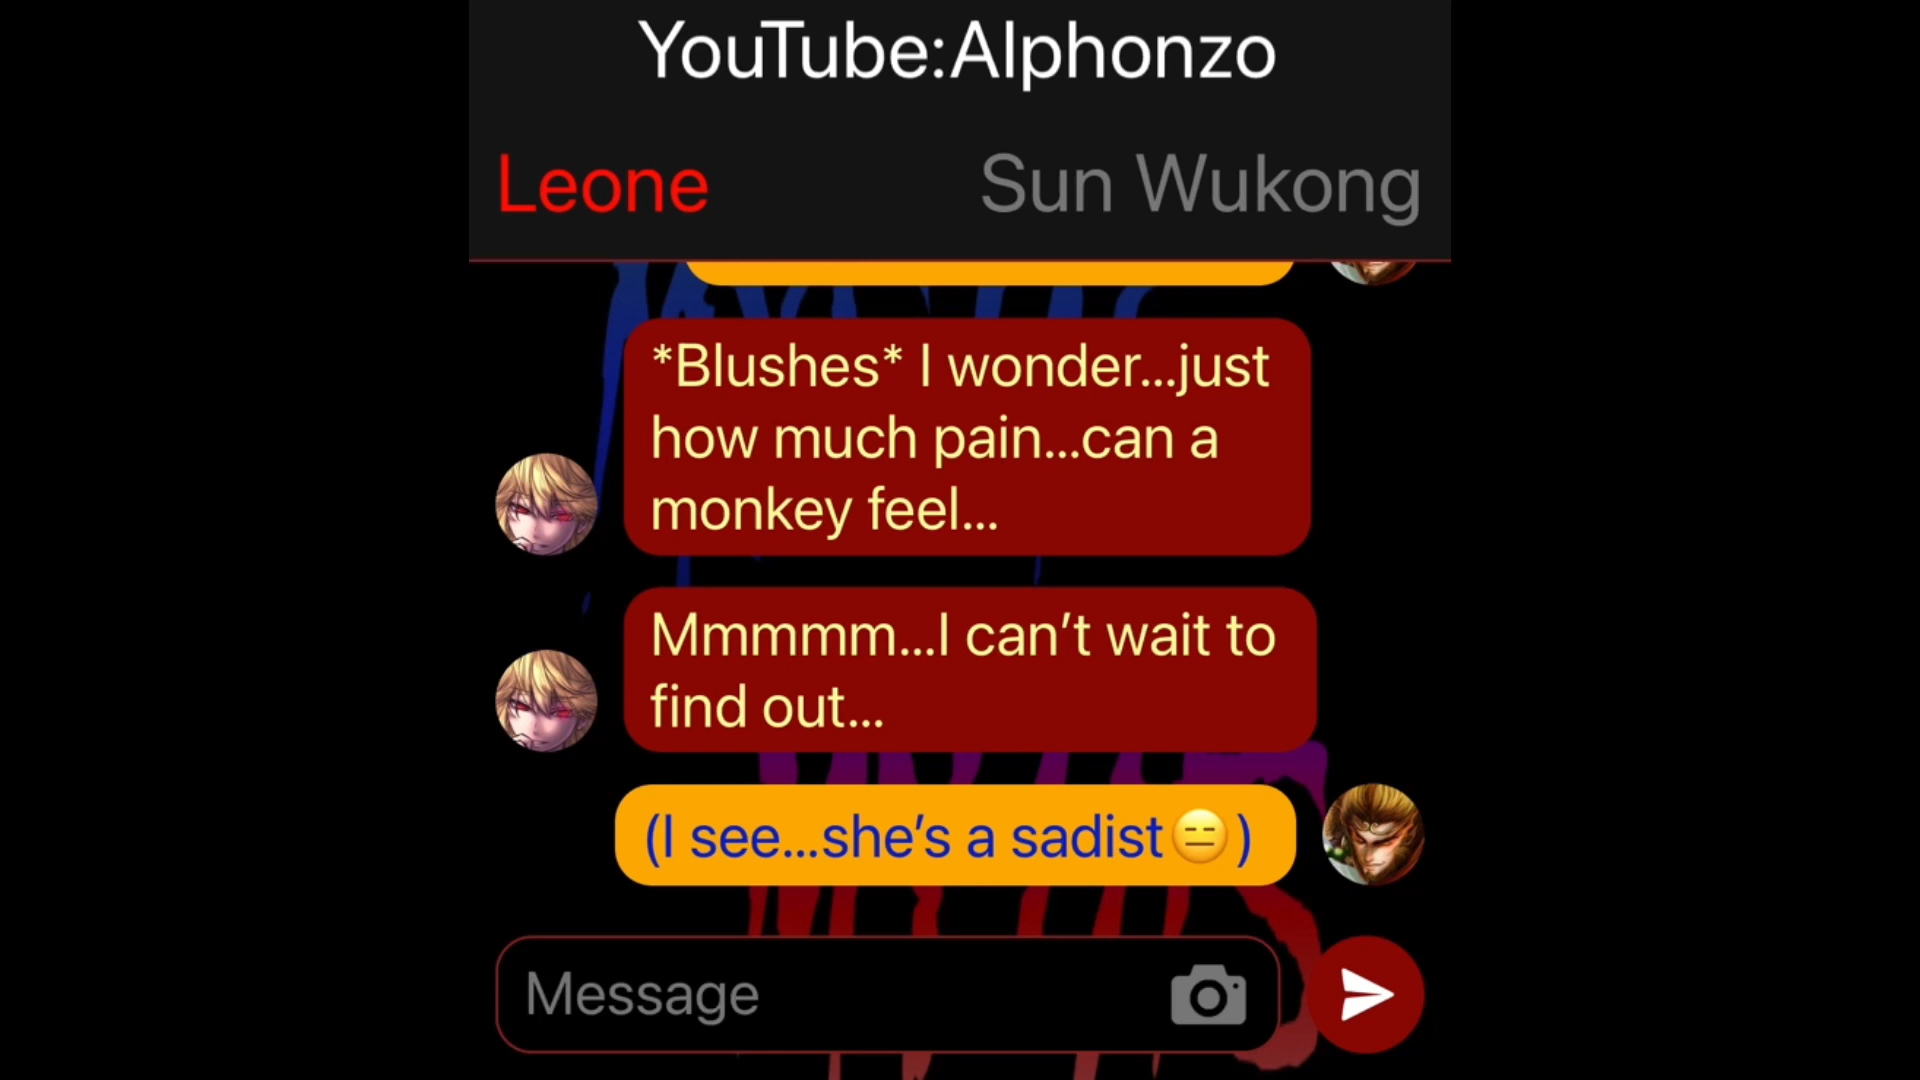 YouTube:Alphonzo
Leone
Sun Wukong
*Blushes* I wonder...just
how much pain...can a
monkey feel...
Mmmmm...I can’t wait to
find out...
(I see...she’s a sadist😑)
Message